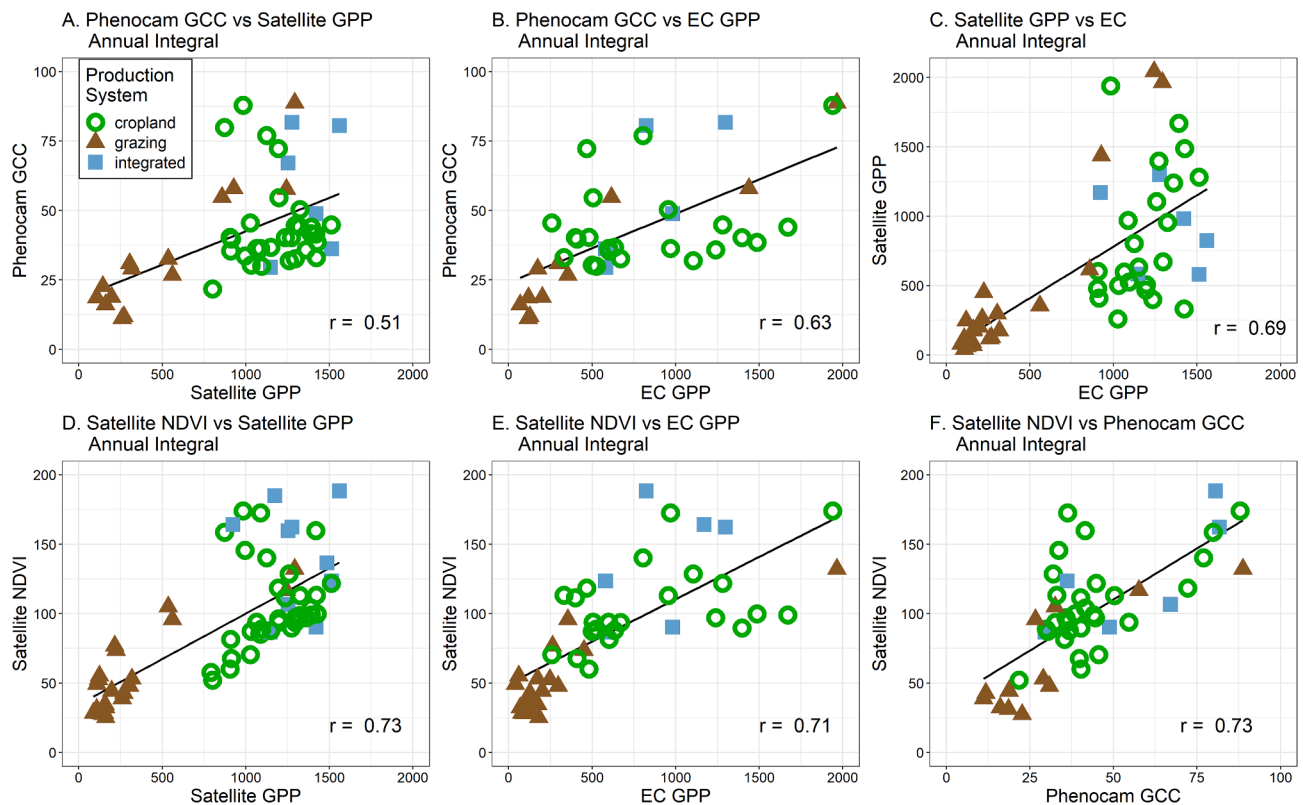 A. Phenocam GCC vs Satellite GPP
Annual Integral
100
75
50
25
0
Phenocam GCC
Production
System
cropland
grazing
integrated
r = 0.51
0 500 1000 1500 2000
Satellite GPP
B. Phenocam GCC vs EC GPP
Annual Integral
100
75
50
25
0
Phenocam GCC
r = 0.63
0 500 1000 1500 2000
EC GPP
C. Satellite GPP vs EC
Annual Integral
2000
1500
1000
500
0
Satellite GPP
r = 0.69
0 500 1000 1500 2000
EC GPP
D. Satellite NDVI vs Satellite GPP
Annual Integral
200
150
100
50
0
Satellite NDVI
r = 0.73
0 500 1000 1500 2000
Satellite GPP
E. Satellite NDVI vs EC GPP
Annual Integral
200
150
100
50
0
Satellite NDVI
r = 0.71
0 500 1000 1500 2000
EC GPP
F. Satellite NDVI vs Phenocam GCC
Annual Integral
200
150
100
50
0
Satellite NDVI
r = 0.73
0 25 50 75 100
Phenocam GCC